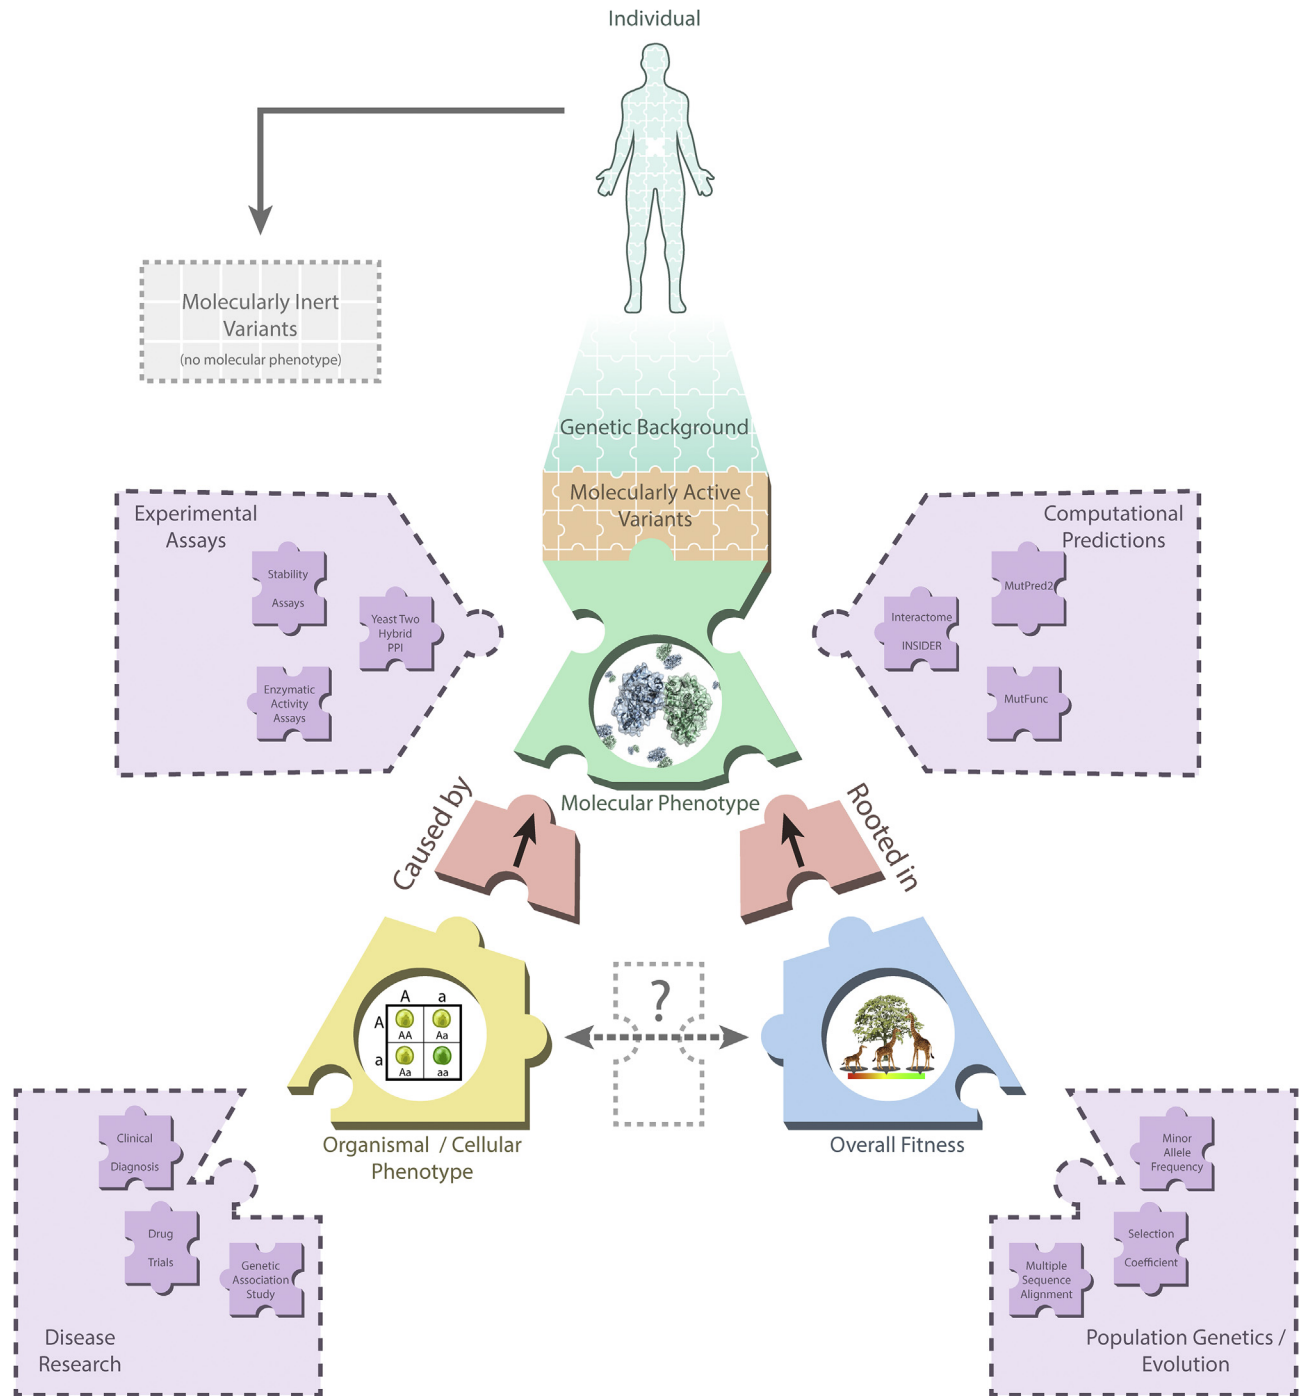 Individual
Molecularly Inert
Variants
(no molecular phenotype)
Genetic Background
Molecularly Active
Variants
Experimental
Assays
Stability
Assays
Yeast Two
Hybrid
PPI
Enzymatic
Activity
Assays
Computational
Predictions
MutPred2
Interactome
INSIDER
MutFunc
Molecular Phenotype
Caused by
Rooted in
A a
A
AA Aa
a
Aa aa
?
Organismal / Cellular
Phenotype
Overall Fitness
Clinical
Diagnosis
Drug
Trials
Genetic
Association
Study
Disease
Research
Minor
Allele
Frequency
Selection
Coefficient
Multiple
Sequence
Alignment
Population Genetics /
Evolution